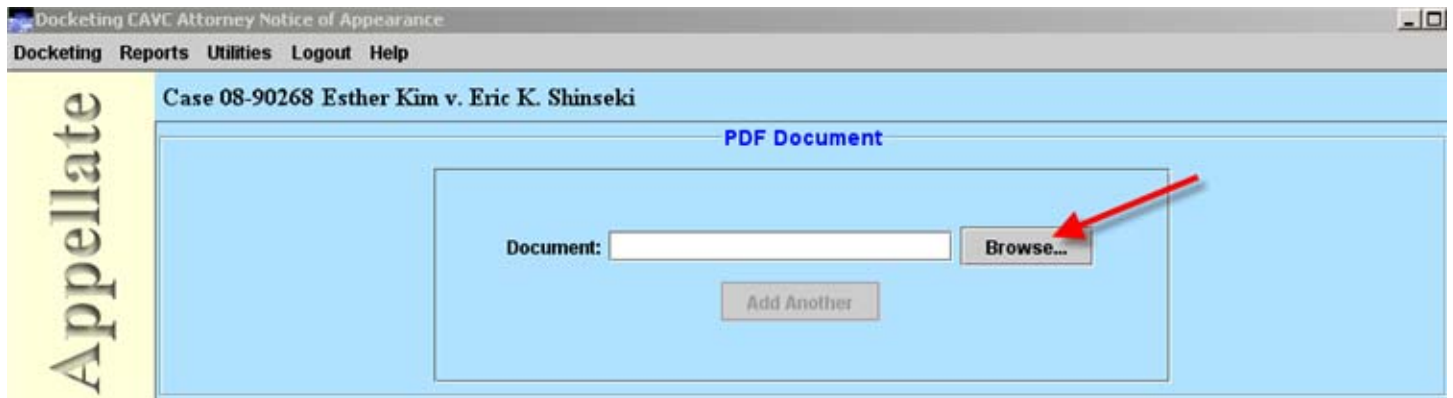 Docketing CAVC Attorney Notice of Appearance
Docketing Reports Utilities Logout Help
Appellate
Case 08-90268 Esther Kim v. Eric K. Shinseki
PDF Document
Document: Browse...
Add Another